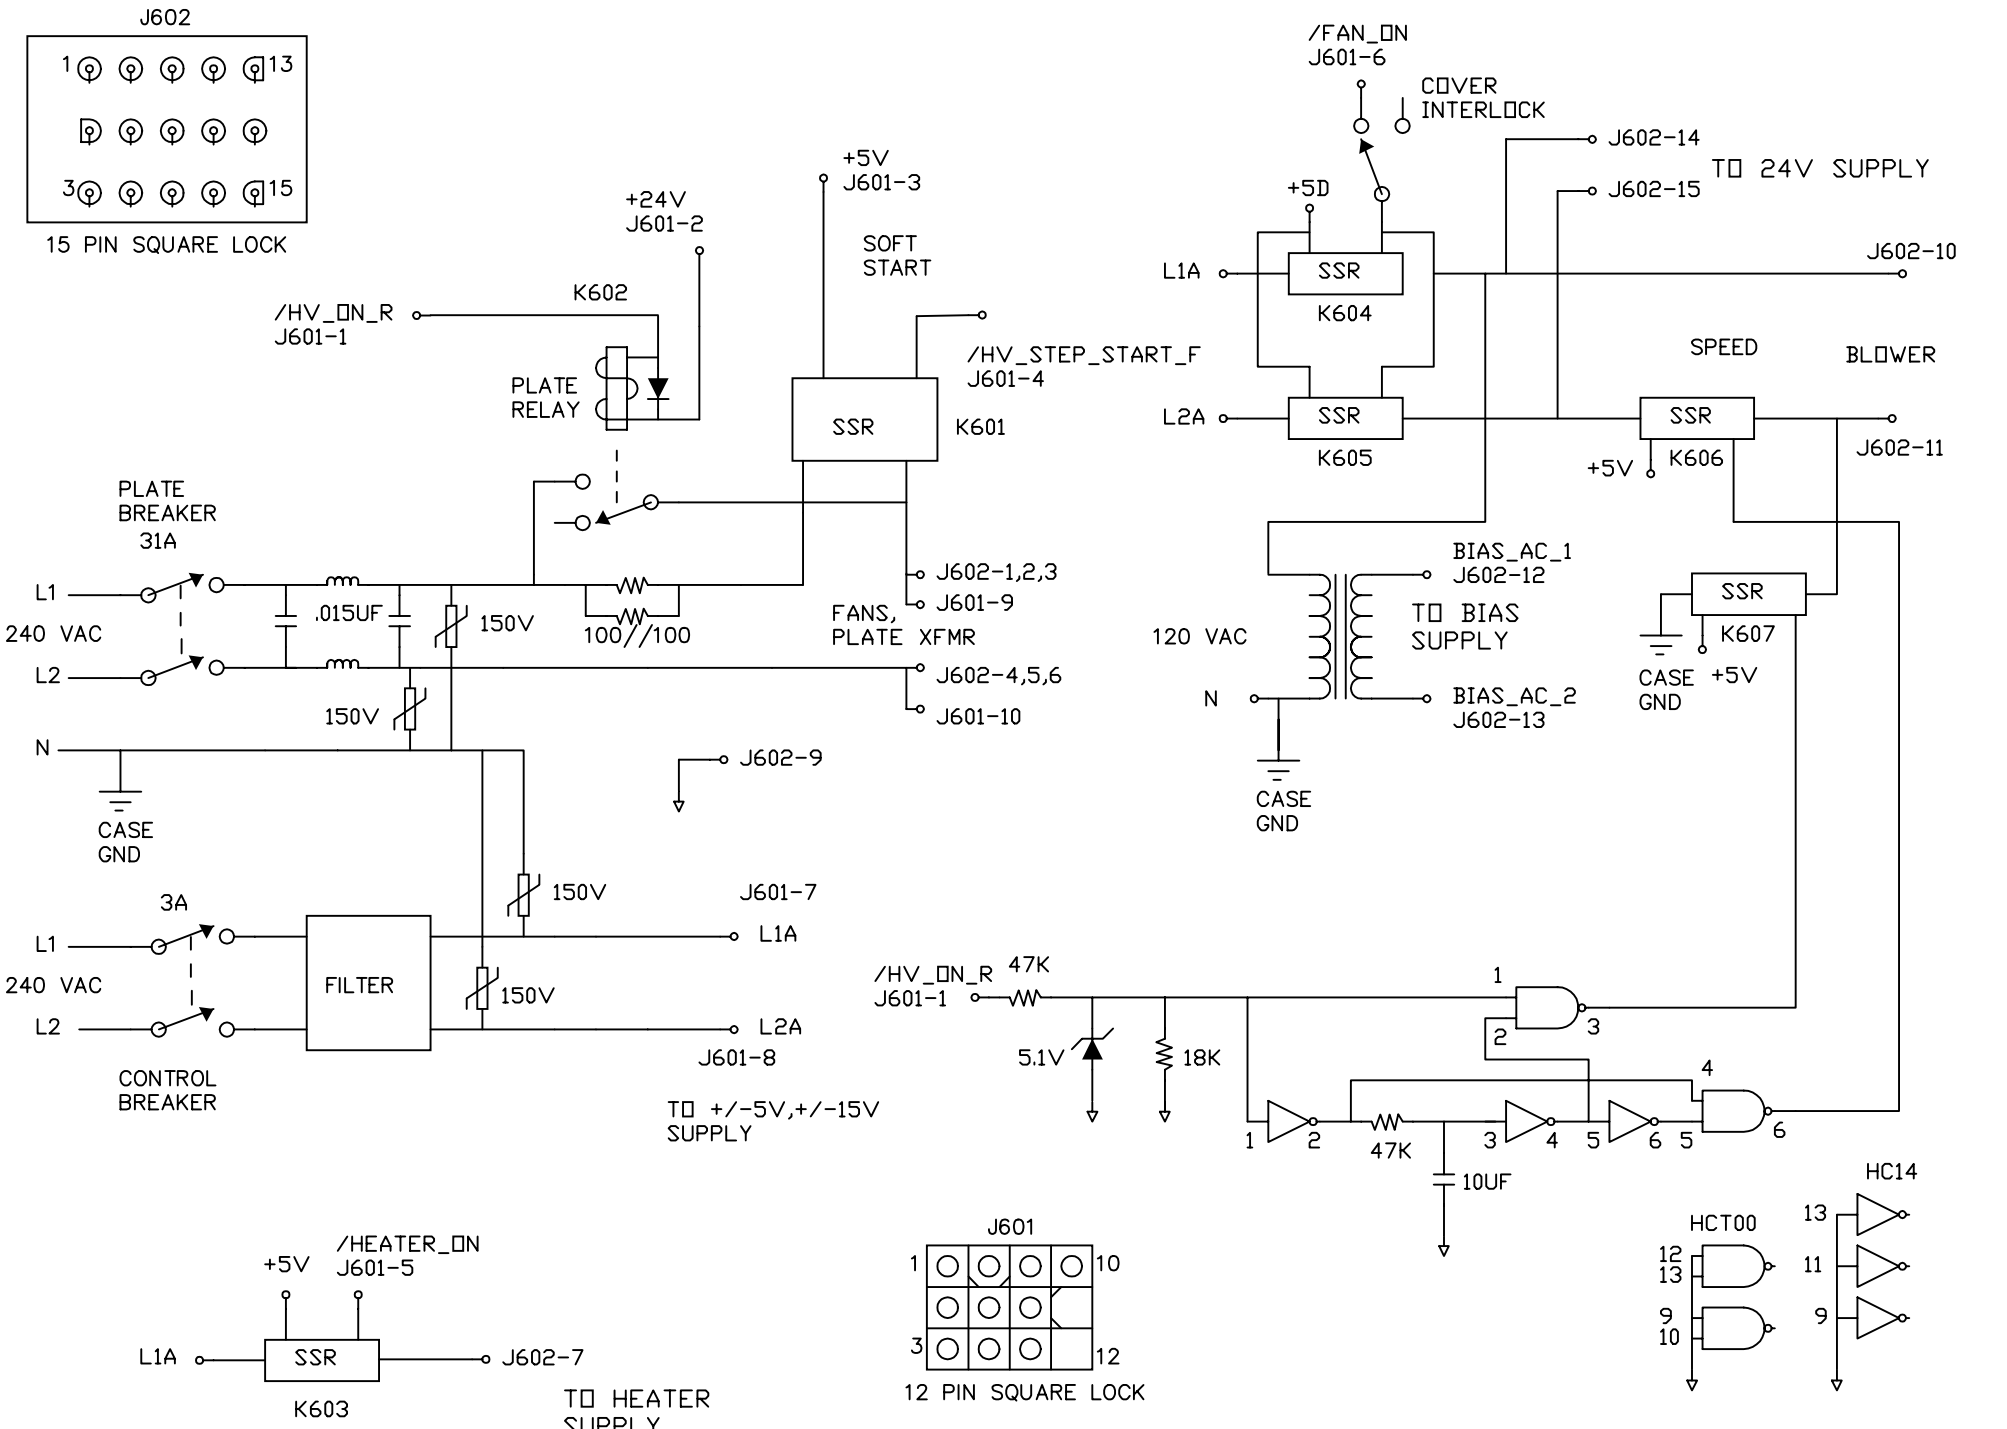 J602
1
13
3
15
15 PIN SQUARE LOCK
/FAN_ON
J601-6
COVER
INTERLOCK
J602-14
TO 24V SUPPLY
J602-15
+5D
L1A
SSR
K604
J602-10
SPEED
BLOWER
L2A
SSR
K605
SSR
K606
+5V
J602-11
+5V
J601-3
+24V
J601-2
SOFT
START
K602
/HV_ON_R
J601-1
/HV_STEP_START_F
J601-4
PLATE
RELAY
SSR
K601
PLATE
BREAKER
31A
L1
240 VAC
L2
.015UF
150V
100//100
150V
FANS,
PLATE XFMR
J602-1,2,3
J601-9
J602-4,5,6
J601-10
N
CASE
GND
J602-9
BIAS_AC_1
J602-12
TO BIAS
SUPPLY
120 VAC
N
BIAS_AC_2
J602-13
CASE
GND
SSR
K607
CASE
GND
+5V
3A
L1
240 VAC
L2
FILTER
CONTROL
BREAKER
150V
150V
J601-7
L1A
L2A
J601-8
TO +/-5V,+/-15V
SUPPLY
/HV_ON_R
J601-1
47K
5.1V
18K
1
2
3
4
1
2
47K
10UF
3
4
5
6
5
6
HC14
HCT00
12
13
9
10
13
11
9
+5V
/HEATER_ON
J601-5
L1A
SSR
K603
J602-7
TO HEATER
SUPPLY
J601
1
10
3
12
12 PIN SQUARE LOCK